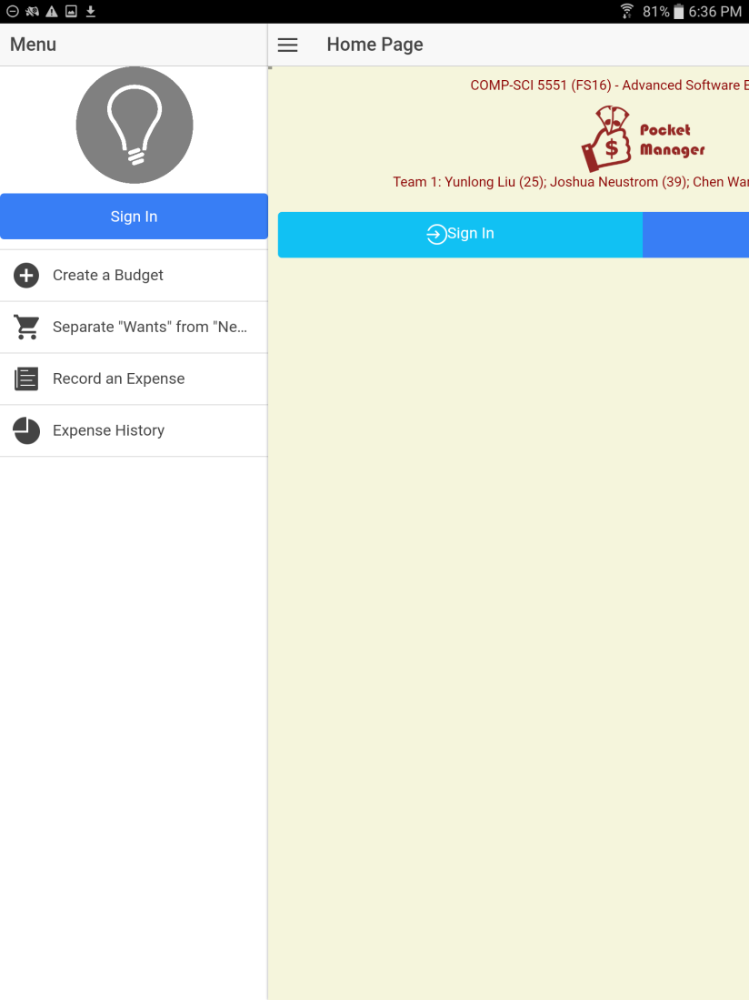 81% 6:36 PM
Menu
Home Page
Sign In
Create a Budget
Separate "Wants" from "Ne...
Record an Expense
Expense History
COMP-SCI 5551 (FS16) - Advanced Software E
$
Pocket
Manager
Team 1: Yunlong Liu (25); Joshua Neustrom (39); Chen Wa
Sign In